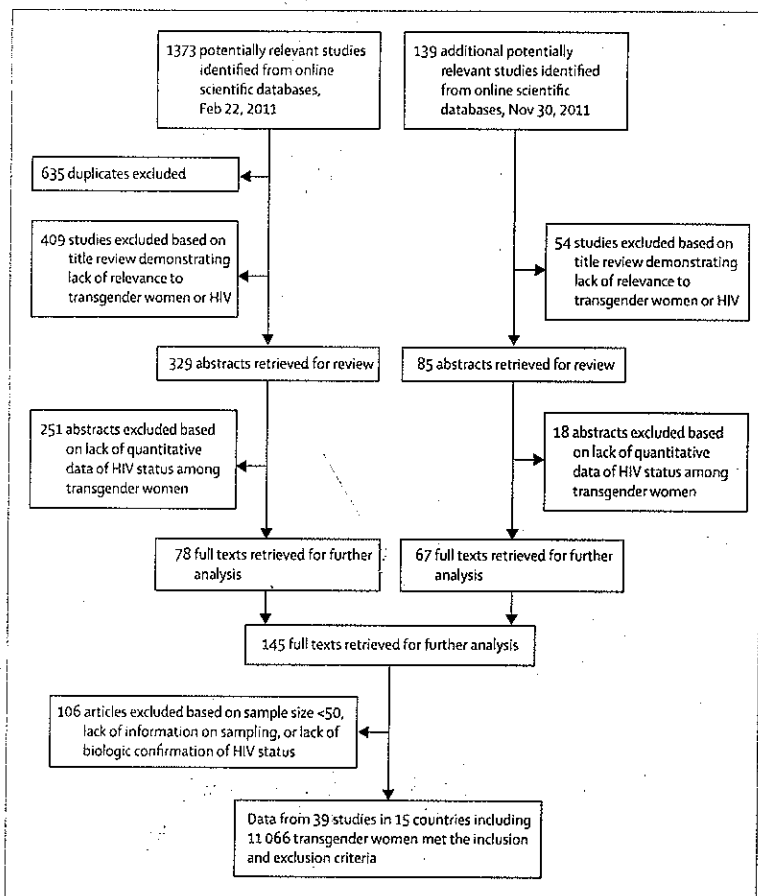 1373 potentially relevant studies
identified from online
scientific databases,
Feb 22, 2011
139 additional potentially
relevant studies identified
from online scientific
databases, Nov 30, 2011
635 duplicates excluded
409 studies excluded based on
title review demonstrating
lack of relevance to
transgender women or HIV
54 studies excluded based on
title review demonstrating
lack of relevance to
transgender women or HIV
329 abstracts retrieved for review
85 abstracts retrieved for review
251 abstracts excluded based
on lack of quantitative
data of HIV status among
transgender women
18 abstracts excluded based
on lack of quantitative
data of HIV status among
transgender women
78 full texts retrieved for further
analysis
67 full texts retrieved for further
analysis
145 full texts retrieved for further analysis
106 articles excluded based on sample size <50,
lack of information on sampling, or lack of
biologic confirmation of HIV status
Data from 39 studies in 15 countries including
11 066 transgender women met the inclusion
and exclusion criteria